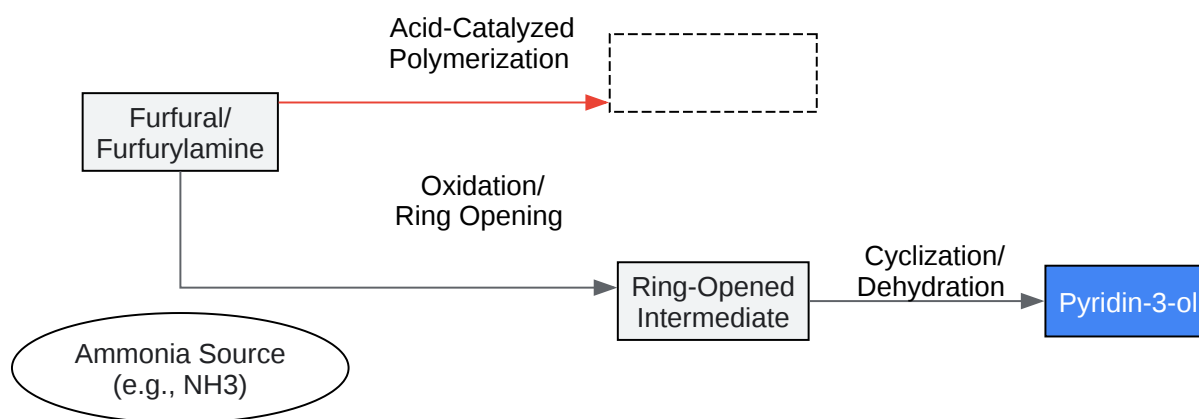 Acid-Catalyzed
Polymerization
Furfural/
Furfurylamine
Oxidation/
Ring Opening
Cyclization/
Dehydration
Ring-Opened
Intermediate
Pyridin-3-ol
Ammonia Source
(e.g., NH3)